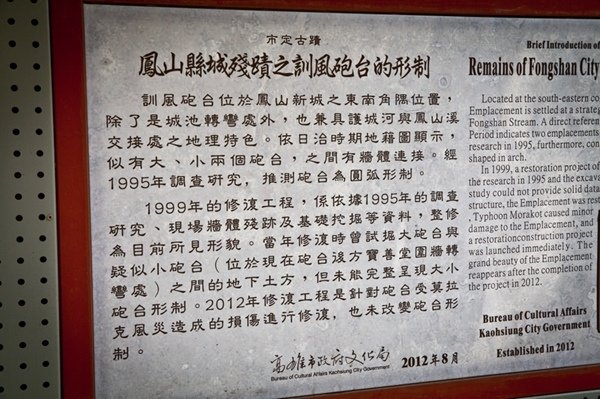 市定古蹟
鳳山縣城殘蹟之訓風砲台的形制
訓風砲台位於鳳山新城之東南角隅位置，
除了是城池轉彎處外，也兼具護城河與鳳山溪
交接處之地理特色。依日治時期地籍圖顯示，
似有大、小兩個砲台，之間有牆體連接。經
1995年調查研究，推測砲台為圓弧形制。
1999年的修復工程，係依據1995年的調查
研究、現場牆體殘跡及基礎挖掘等資料，整修
為目前所見形貌。當年修復時曾試掘大砲台與
疑似小砲台（位於現在砲台後方寶善堂圍牆轉
彎處）之間的地下土方，但未能完整呈現大小
砲台形制。2012年修復工程是針對砲台受莫拉
克風災造成的損傷進行修復，也未改變砲台形
制。
高雄市政府文化局
Bureau of Cultural Affairs Kaohsiung City Government
2012年8月
Brief Introduction of
Remains of Fongshan City
Located at the south-eastern co
Emplacement is settled at a strateg
Fongshan Stream. A direct referen
Period indicates two emplacements
research in 1995, furthermore, con
shaped in arch.
In 1999, a restoration project of
the research in 1995 and the excava
study could not provide solid data
structure, the Emplacement was rest
. Typhoon Morakot caused minor
damage to the Emplacement, and
a restorationconstruction project
was launched immediately. The
grand beauty of the Emplacement
reappears after the completion of
the project in 2012.
Bureau of Cultural Affairs
Kaohsiung City Government
Established in 2012